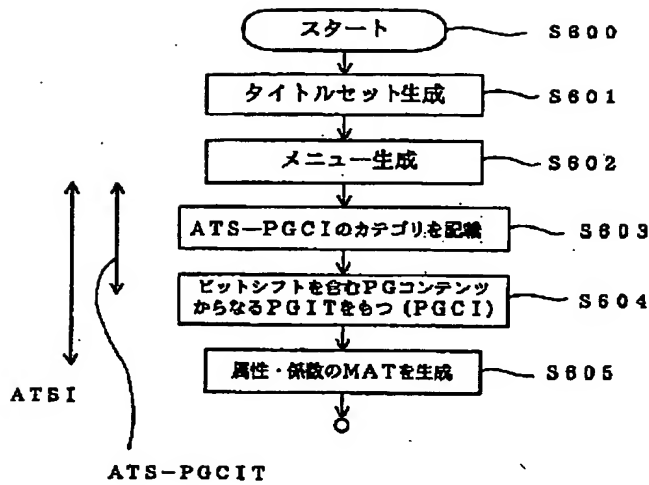 スタート
S600
タイトルセット生成
S601
メニュー生成
S602
ATS－PGCIのカテゴリを記載
S603
ビットシフトを含むPGコンテンツ
からなるPGITをもつ (PGCI)
S604
属性・係数のMATを生成
S605
ATSI
ATS－PGCIT